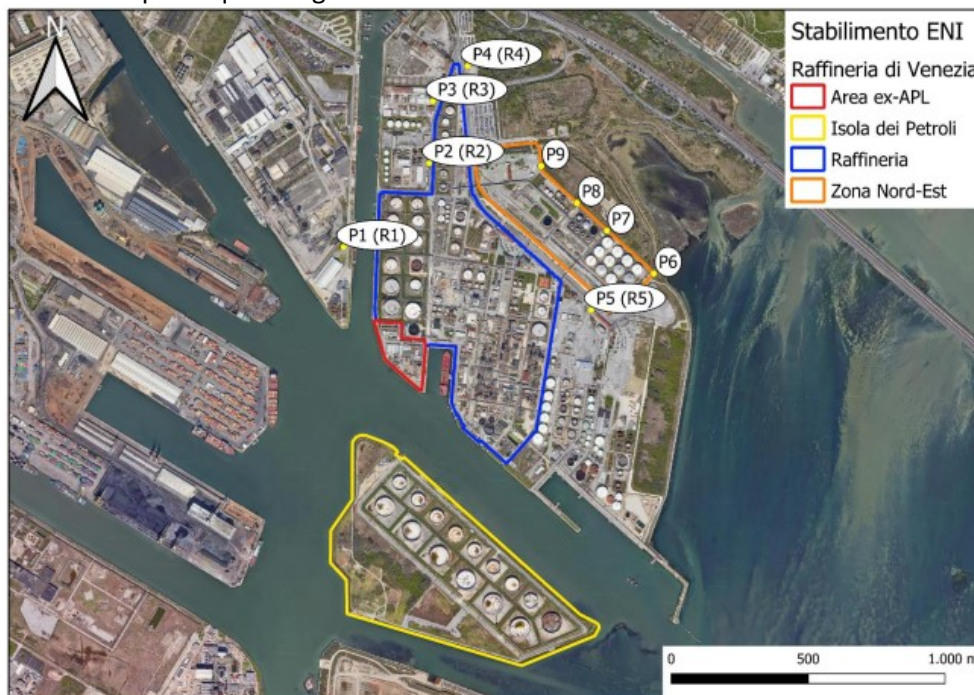 N
P4 (R4)
P3 (R3)
P2 (R2)
P9
P8
P7
P1 (R1)
P6
P5 (R5)
Stabilimento ENI
Raffineria di Venezia
Area ex-APL
Isola dei Petroli
Raffineria
Zona Nord-Est
0 500 1.000 m